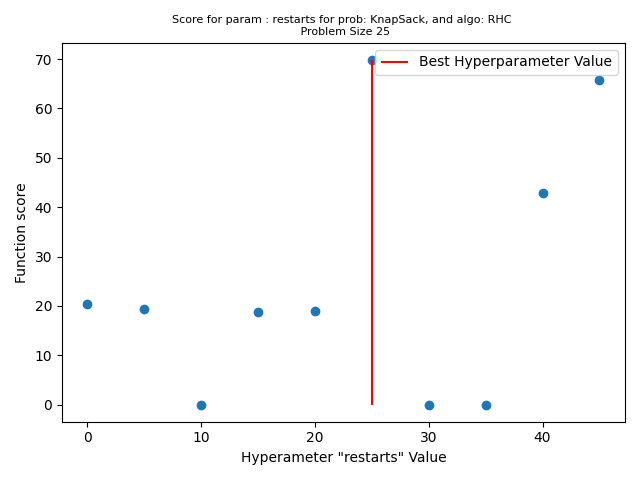 Score for param : restarts for prob: KnapSack, and algo: RHC
Problem Size 25
Best Hyperparameter Value
Function score
70
60
50
40
30
20
10
0
0 10 20 30 40
Hyperameter "restarts" Value